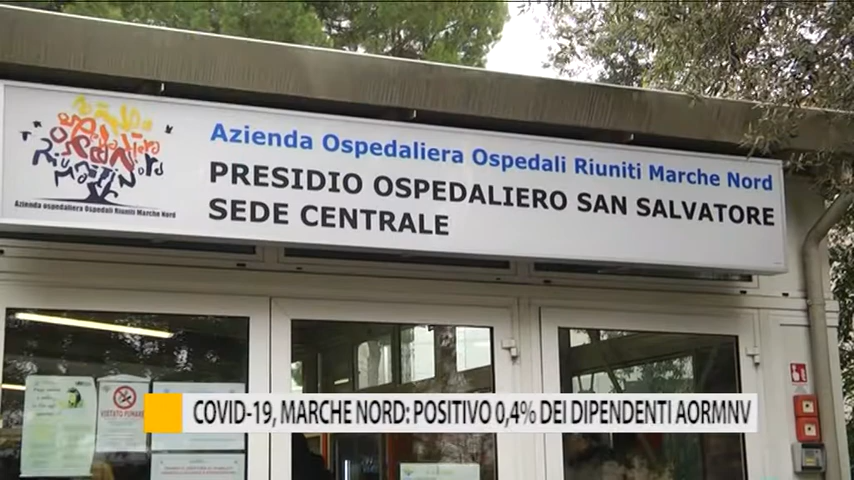 Azienda Ospedaliera Ospedali Riuniti Marche Nord
PRESIDIO OSPEDALIERO SAN SALVATORE
SEDE CENTRALE
Azienda ospedaliera Ospedali Riuniti Marche Nord
VIETATO FUMARE
COVID-19, MARCHE NORD: POSITIVO 0,4% DEI DIPENDENTI AORMNV